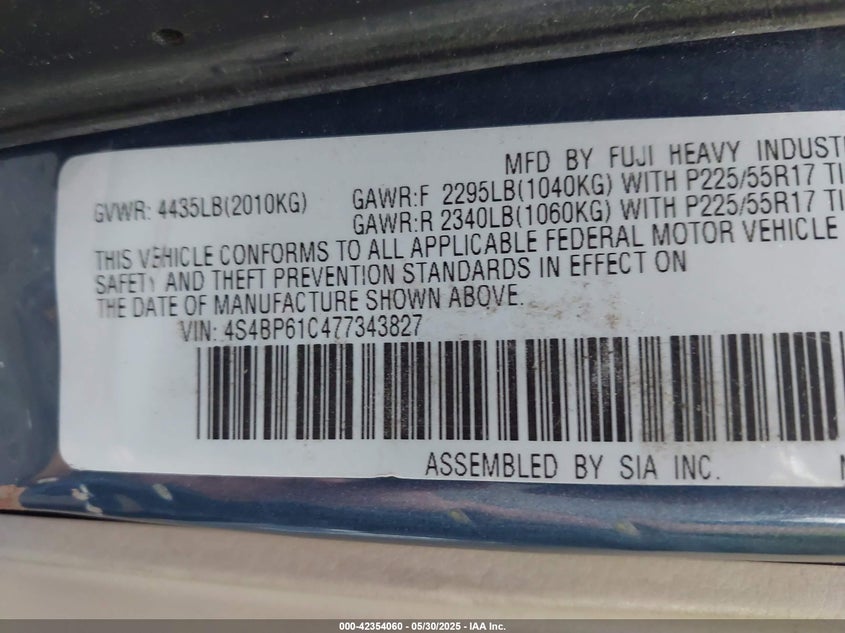 MFD BY FUJI HEAVY INDUST
GVWR: 4435LB(2010KG) GAWR:F 2295LB(1040KG) WITH P225/55R17 TI
GAWR:R 2340LB(1060KG) WITH P225/55R17 TI
THIS VEHICLE CONFORMS TO ALL APPLICABLE FEDERAL MOTOR VEHICLE
SAFETY AND THEFT PREVENTION STANDARDS IN EFFECT ON
THE DATE OF MANUFACTURE SHOWN ABOVE.
VIN: 4S4BP61C477343827
ASSEMBLED BY SIA INC.
000-42354060 - 05/30/2025 - IAA Inc.